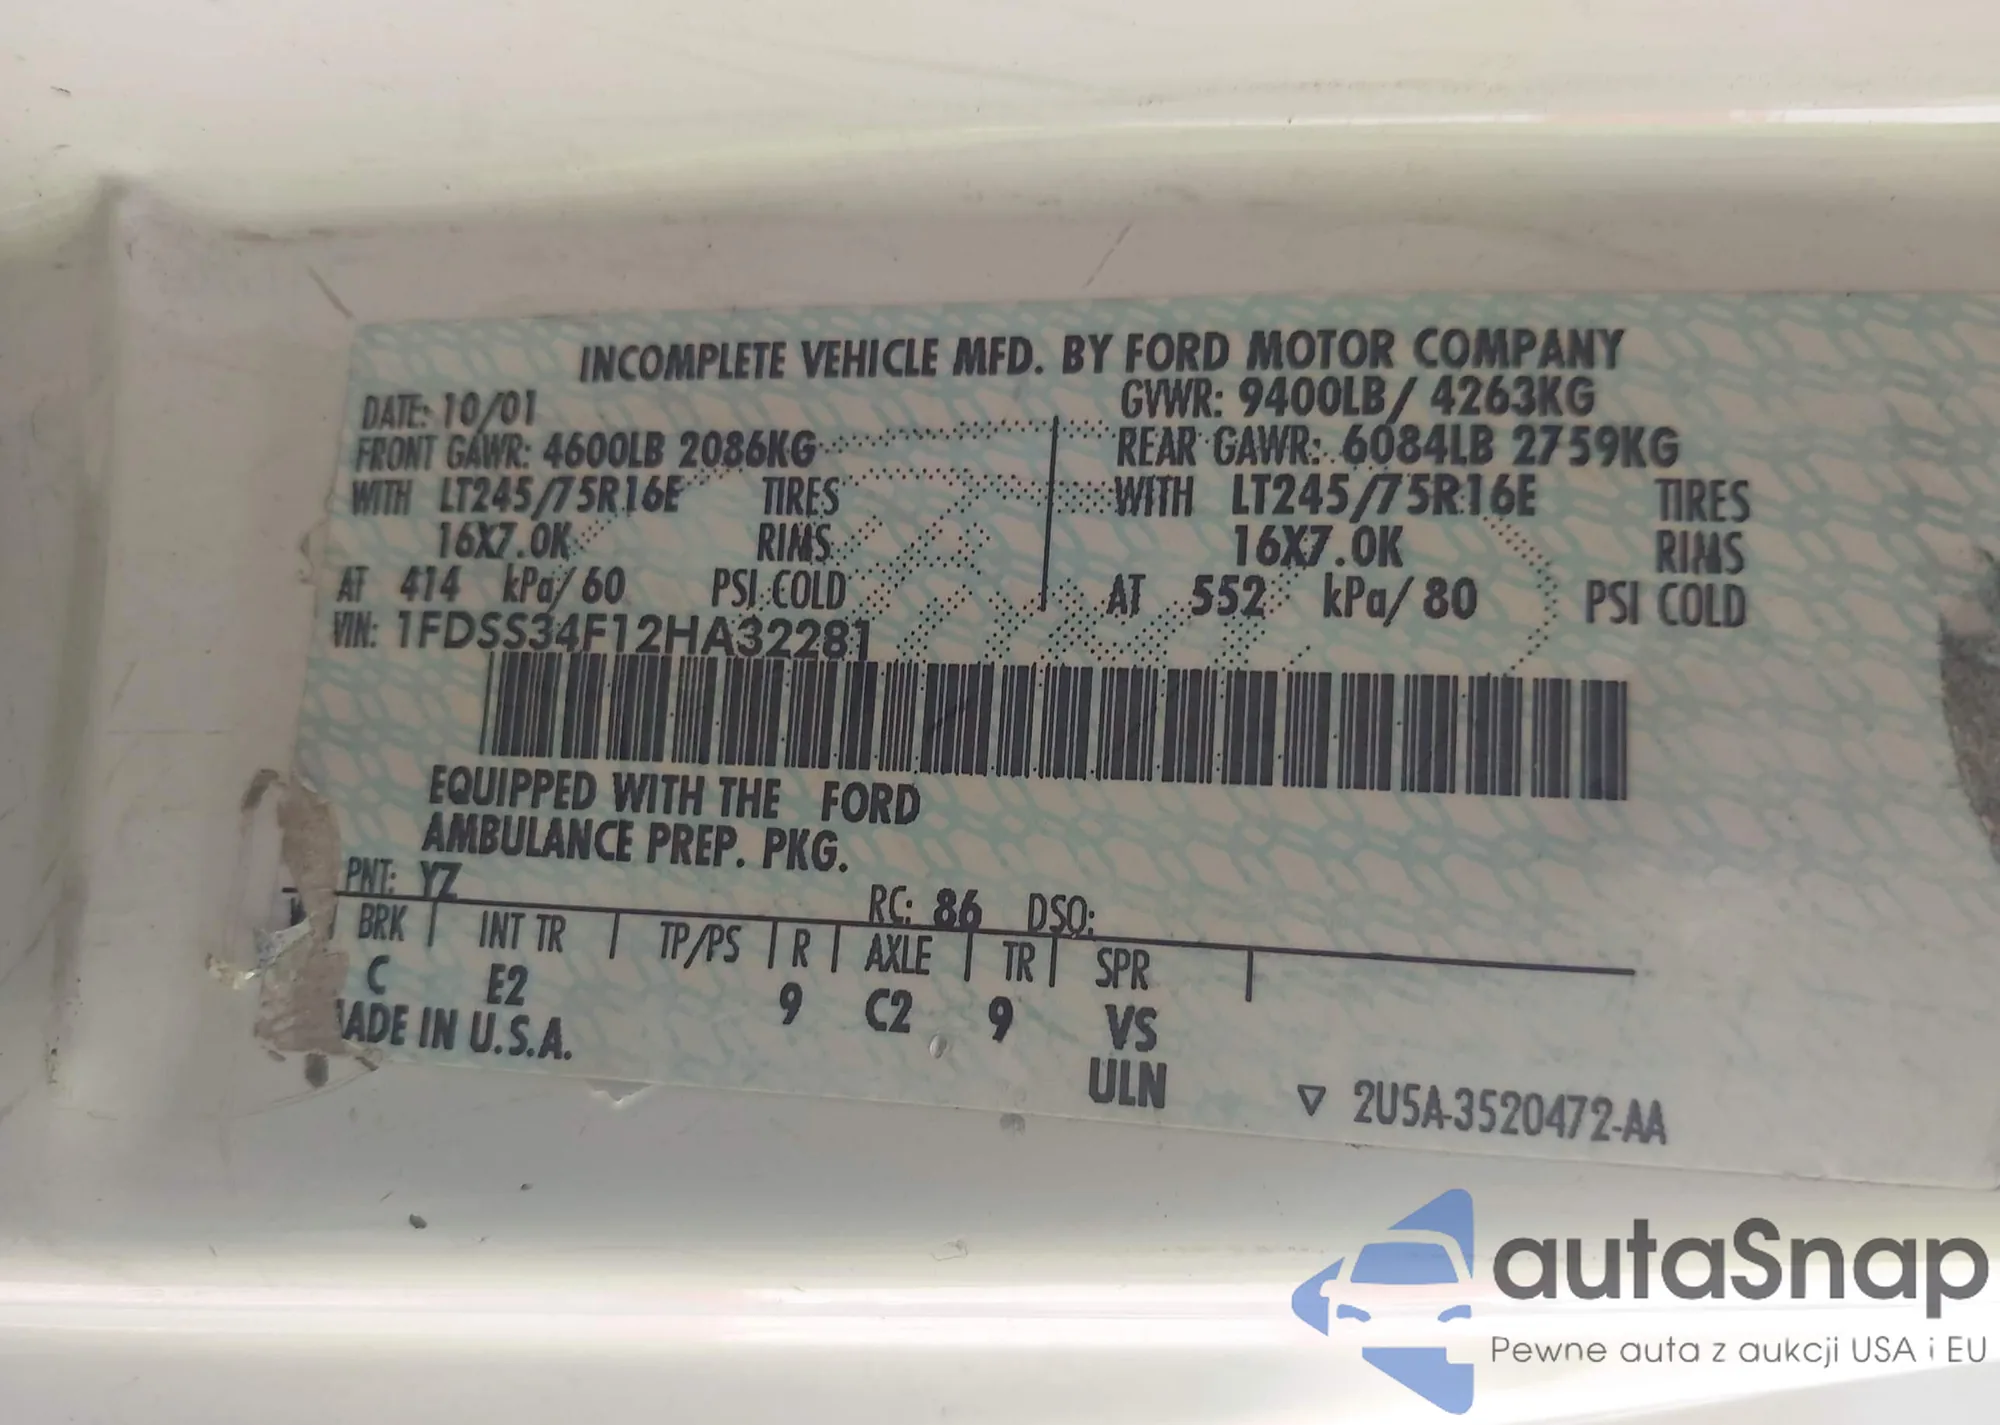 INCOMPLETE VEHICLE MFD. BY FORD MOTOR COMPANY
DATE: 10/01 GVWR: 9400LB/ 4263KG
FRONT GAWR: 4600LB 2086KG REAR GAWR: 6084LB 2759KG
WITH LT245/75R16E TIRES WITH LT245/75R16E TIRES
16X7.0K RIMS 16X7.0K RIMS
AT 414 kPa/ 60 PSI COLD AT 552 kPa/ 80 PSI COLD
VIN: 1FDSS34F12HA32281
EQUIPPED WITH THE FORD
AMBULANCE PREP. PKG.
PNT: YZ RC: 86 DSO:
BRK INT TR TP/PS R AXLE TR SPR
C E2 9 C2 9 VS
ADE IN U.S.A. ULN
▽ 2U5A-3520472-AA
autaSnap
Pewne auta z aukcji USA i EU